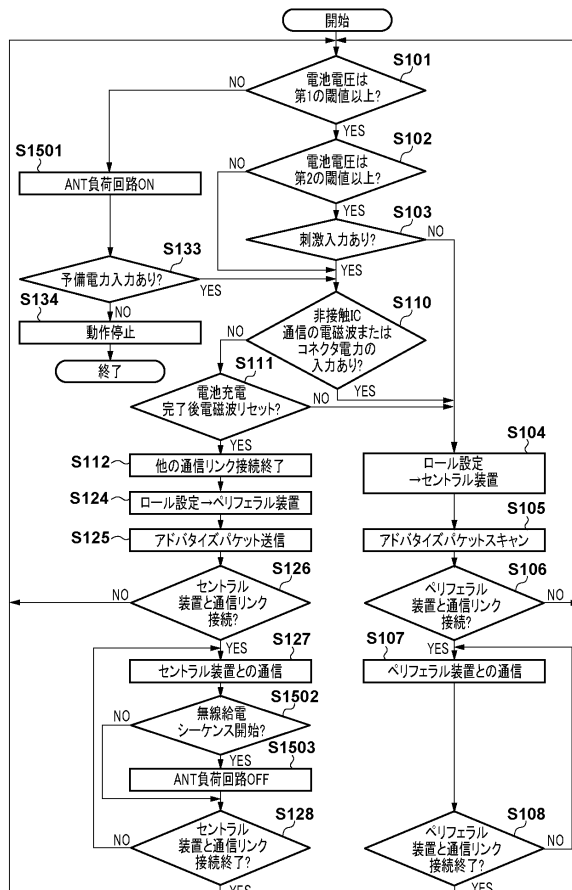 開始
S101
電池電圧は
第1の閾値以上?
NO
YES
S1501
ANT負荷回路ON
S102
電池電圧は
第2の閾値以上?
NO
YES
S103
刺激入力あり?
NO
YES
S133
予備電力入力あり?
YES
NO
S134
動作停止
終了
S110
非接触IC
通信の電磁波または
コネクタ電力の
入力あり?
NO
YES
S111
電池充電
完了後電磁波リセット?
NO
YES
S112
他の通信リンク接続終了
S124
ロール設定→ペリフェラル装置
S125
アドバタイズパケット送信
S126
セントラル
装置と通信リンク
接続?
NO
YES
S127
セントラル装置との通信
S1502
無線給電
シーケンス開始?
NO
YES
S1503
ANT負荷回路OFF
S128
セントラル
装置と通信リンク
接続終了?
NO
YES
S104
ロール設定
→セントラル装置
S105
アドバタイズパケットスキャン
S106
ペリフェラル
装置と通信リンク
接続?
NO
YES
S107
ペリフェラル装置との通信
S108
ペリフェラル
装置と通信リンク
接続終了?
NO
YES